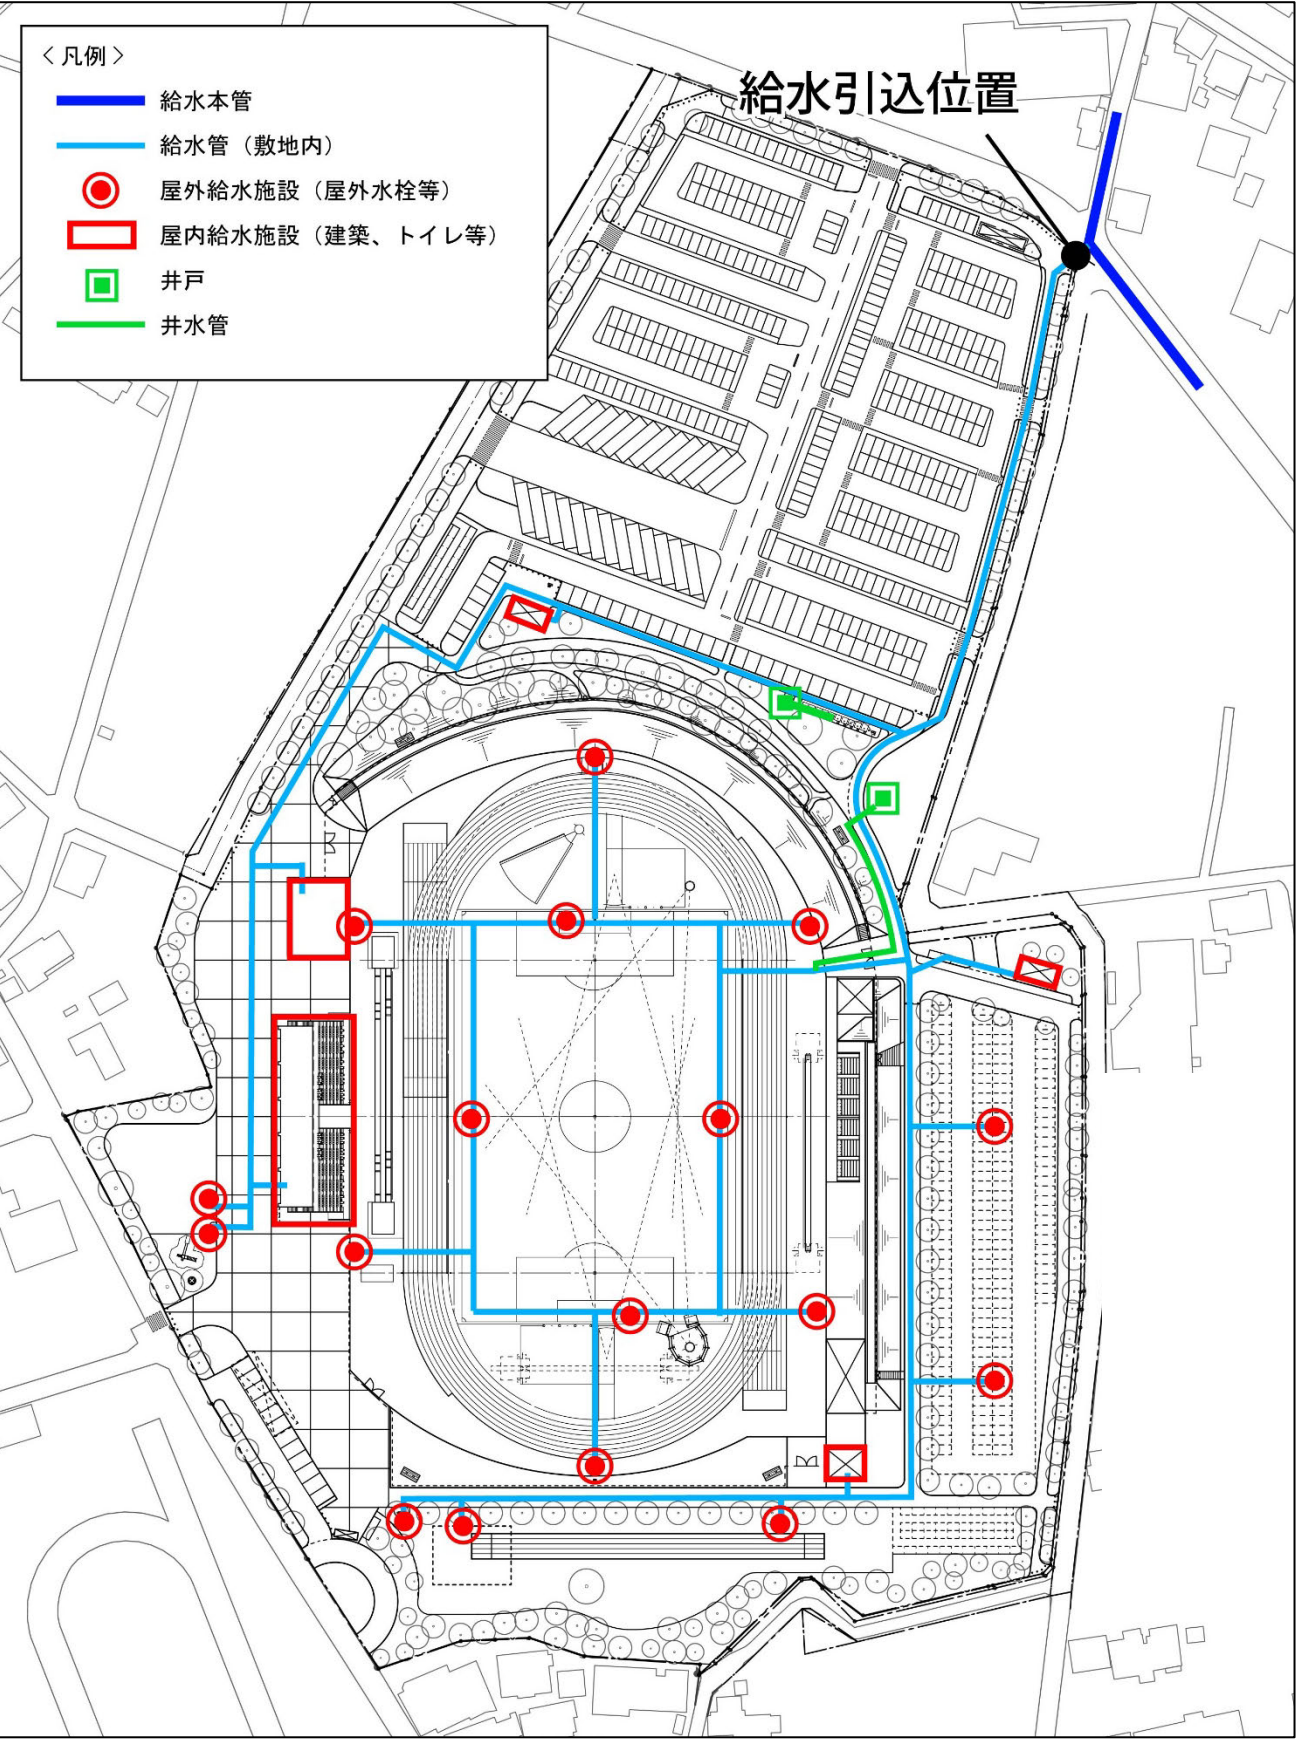 <凡例>
給水本管
給水管（敷地内）
屋外給水施設（屋外水栓等）
屋内給水施設（建築、トイレ等）
井戸
井水管
給水引込位置